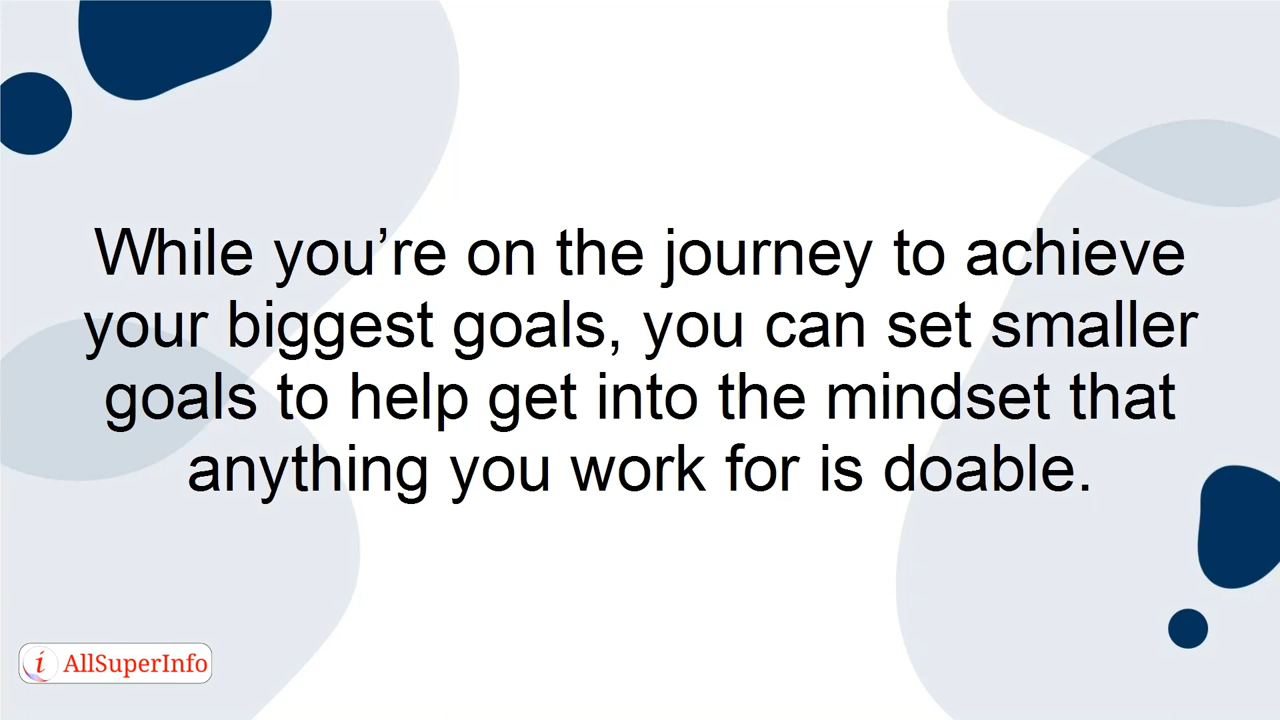 While you’re on the journey to achieve
your biggest goals, you can set smaller
goals to help get into the mindset that
anything you work for is doable.
i AllSuperInfo